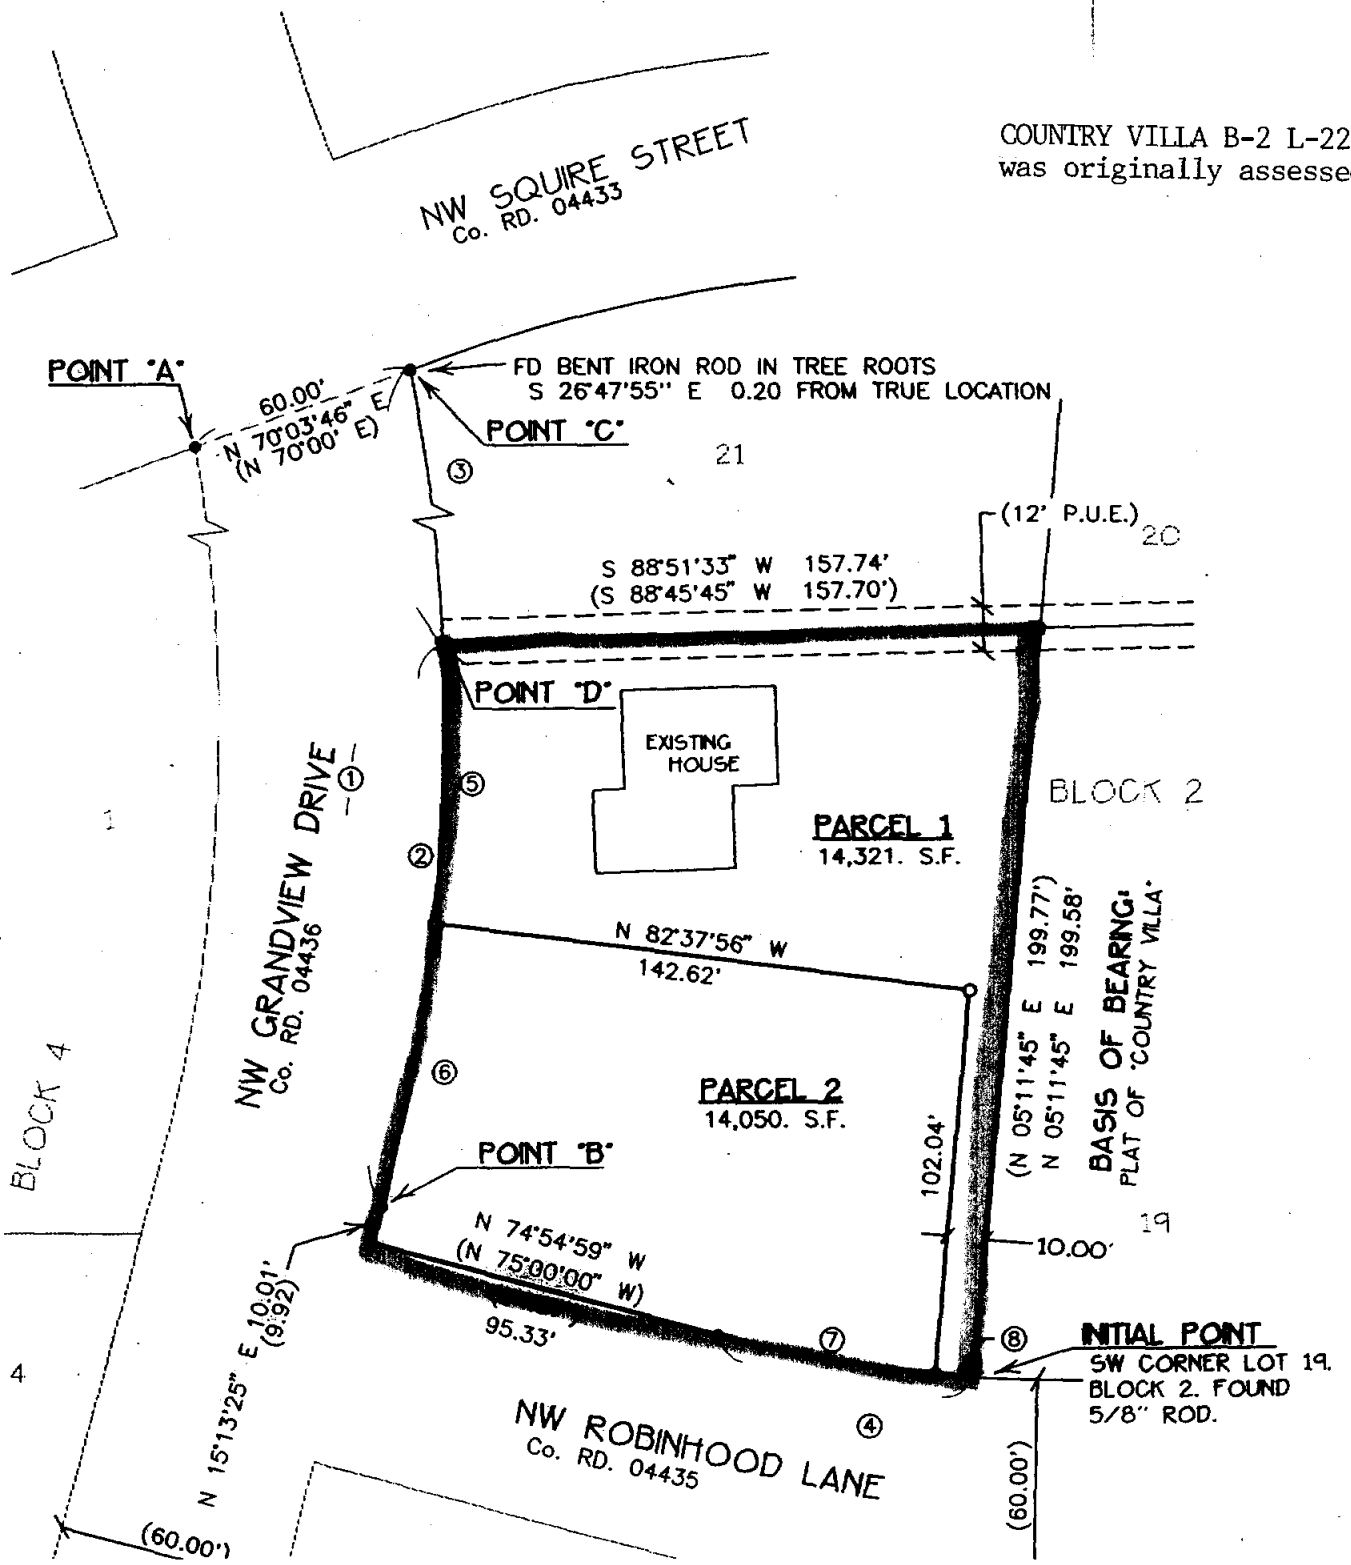 COUNTRY VILLA B-2 L-22
was originally assesse
NW SQUIRE STREET
Co. RD. 04433
POINT "A"
60.00'
N 70°03'46" E
(N 70°00' E)
FD BENT IRON ROD IN TREE ROOTS
S 26°47'55" E 0.20 FROM TRUE LOCATION
POINT "C"
③
21
(12' P.U.E.)
20
S 88°51'33" W 157.74'
(S 88°45'45" W 157.70')
POINT "D"
EXISTING
HOUSE
①
⑤
②
1
NW GRANDVIEW DRIVE
Co. RD. 04436
PARCEL 1
14,321. S.F.
BLOCK 2
N 82°37'56" W
142.62'
(N 05°11'45" E 199.77')
N 05°11'45" E 199.58'
BASIS OF BEARING:
PLAT OF "COUNTRY VILLA"
BLOCK 4
⑥
PARCEL 2
14,050. S.F.
102.04'
POINT "B"
19
10.00'
N 74°54'59" W
(N 75°00'00" W)
95.33'
N 15°13'25" E 10.01'
(9.92)
⑦
⑧
INITIAL POINT
SW CORNER LOT 19.
BLOCK 2. FOUND
5/8" ROD.
4
④
NW ROBINHOOD LANE
Co. RD. 04435
(60.00')
(60.00')